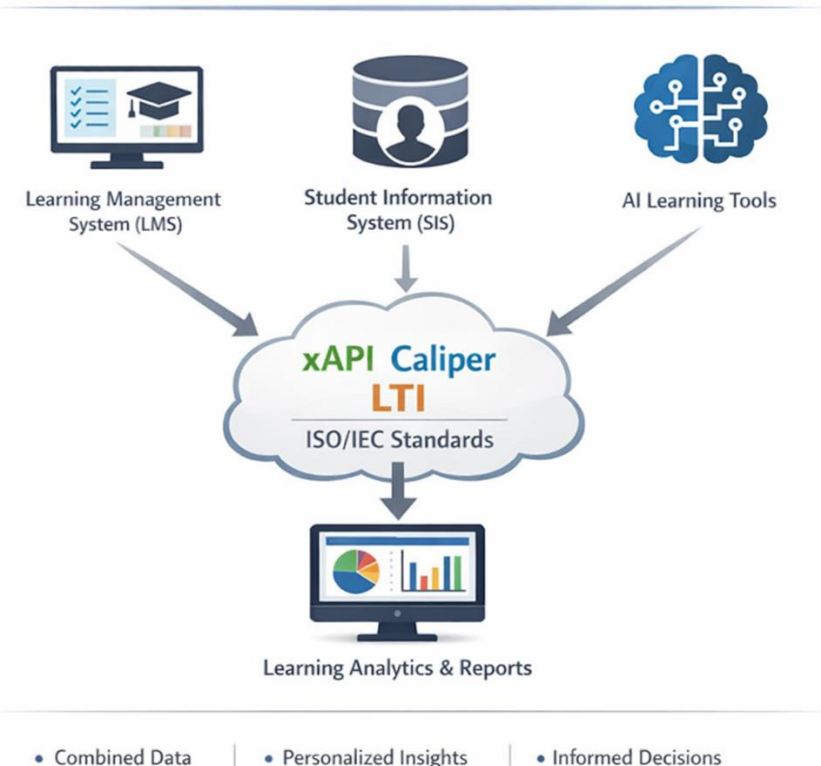 Learning Management
System (LMS)
Student Information
System (SIS)
AI Learning Tools
xAPI Caliper
LTI
ISO/IEC Standards
Learning Analytics & Reports
• Combined Data
• Personalized Insights
• Informed Decisions